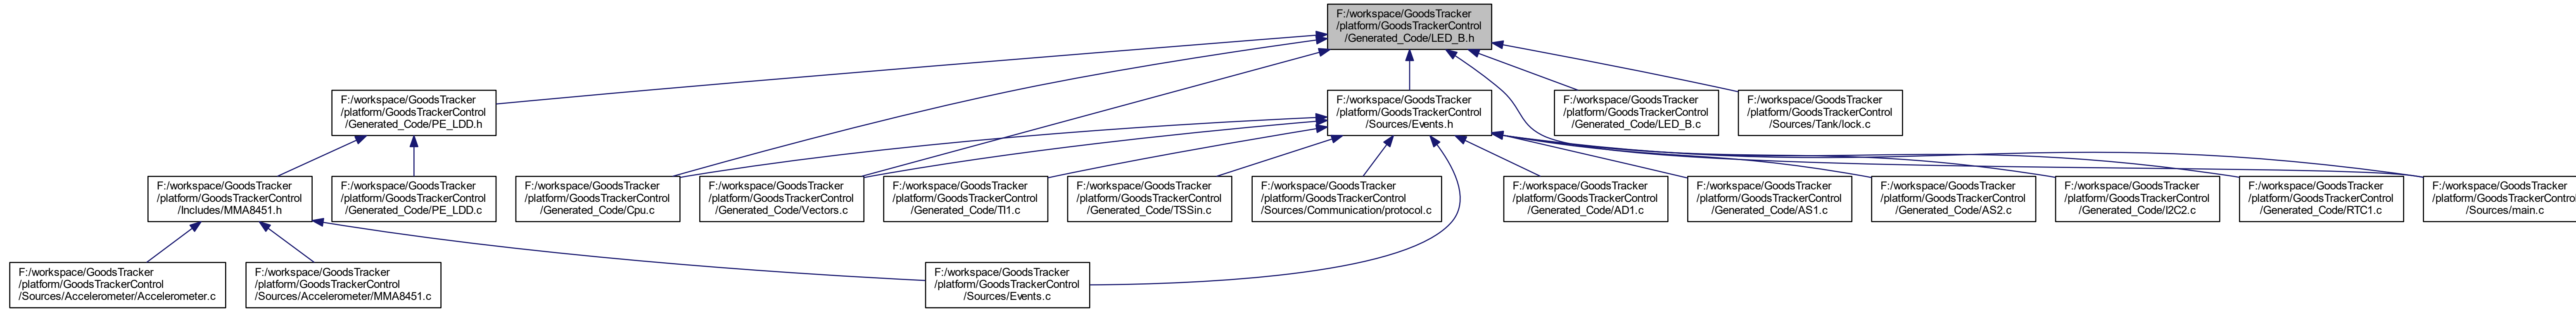 F:/workspace/GoodsTracker
/platform/GoodsTrackerControl
/Generated_Code/LED_B.h
F:/workspace/GoodsTracker
/platform/GoodsTrackerControl
/Generated_Code/PE_LDD.h
F:/workspace/GoodsTracker
/platform/GoodsTrackerControl
/Sources/Events.h
F:/workspace/GoodsTracker
/platform/GoodsTrackerControl
/Generated_Code/LED_B.c
F:/workspace/GoodsTracker
/platform/GoodsTrackerControl
/Sources/Tank/lock.c
F:/workspace/GoodsTracker
/platform/GoodsTrackerControl
/Includes/MMA8451.h
F:/workspace/GoodsTracker
/platform/GoodsTrackerControl
/Generated_Code/PE_LDD.c
F:/workspace/GoodsTracker
/platform/GoodsTrackerControl
/Generated_Code/Cpu.c
F:/workspace/GoodsTracker
/platform/GoodsTrackerControl
/Generated_Code/Vectors.c
F:/workspace/GoodsTracker
/platform/GoodsTrackerControl
/Generated_Code/TI1.c
F:/workspace/GoodsTracker
/platform/GoodsTrackerControl
/Generated_Code/TSSin.c
F:/workspace/GoodsTracker
/platform/GoodsTrackerControl
/Sources/Communication/protocol.c
F:/workspace/GoodsTracker
/platform/GoodsTrackerControl
/Generated_Code/AD1.c
F:/workspace/GoodsTracker
/platform/GoodsTrackerControl
/Generated_Code/AS1.c
F:/workspace/GoodsTracker
/platform/GoodsTrackerControl
/Generated_Code/AS2.c
F:/workspace/GoodsTracker
/platform/GoodsTrackerControl
/Generated_Code/I2C2.c
F:/workspace/GoodsTracker
/platform/GoodsTrackerControl
/Generated_Code/RTC1.c
F:/workspace/GoodsTracker
/platform/GoodsTrackerControl
/Sources/main.c
F:/workspace/GoodsTracker
/platform/GoodsTrackerControl
/Sources/Accelerometer/Accelerometer.c
F:/workspace/GoodsTracker
/platform/GoodsTrackerControl
/Sources/Accelerometer/MMA8451.c
F:/workspace/GoodsTracker
/platform/GoodsTrackerControl
/Sources/Events.c